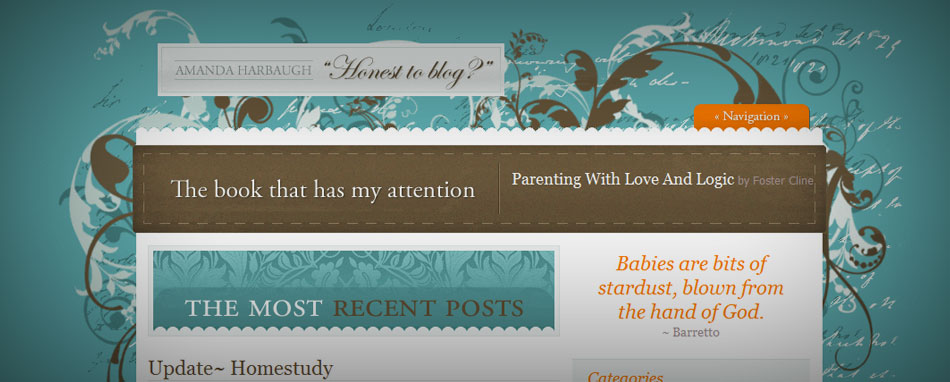 AMANDA HARBAUGH “Honest to blog?”
« Navigation »
The book that has my attention
Parenting With Love And Logic by Foster Cline
THE MOST RECENT POSTS
Babies are bits of
stardust, blown from
the hand of God.
~ Barretto
Update~ Homestudy
Categories